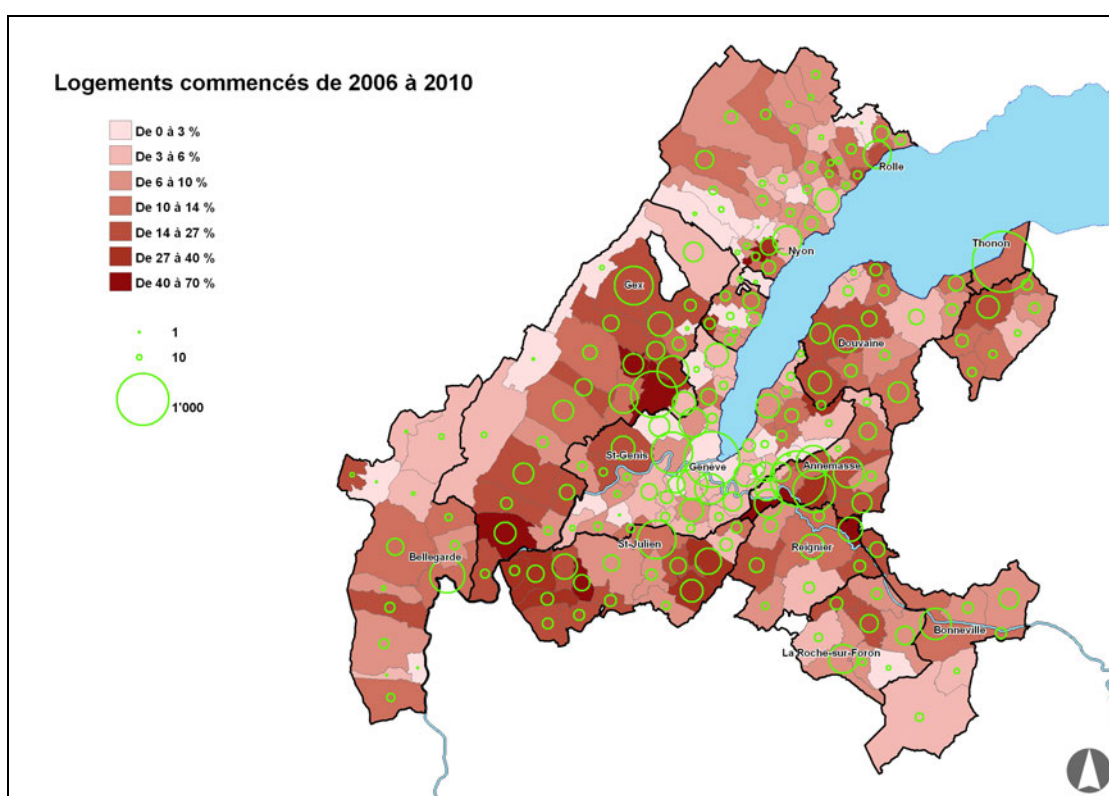 Logements commencés de 2006 à 2010
De 0 à 3 %
De 3 à 6 %
De 6 à 10 %
De 10 à 14 %
De 14 à 27 %
De 27 à 40 %
De 40 à 70 %
1
10
1'000
Rolle
Nyon
Thonon
Gex
Douvaine
St-Genis
Genève
Annemasse
St-Julien
Reignier
Bellegarde
Bonneville
La Roche-sur-Foron